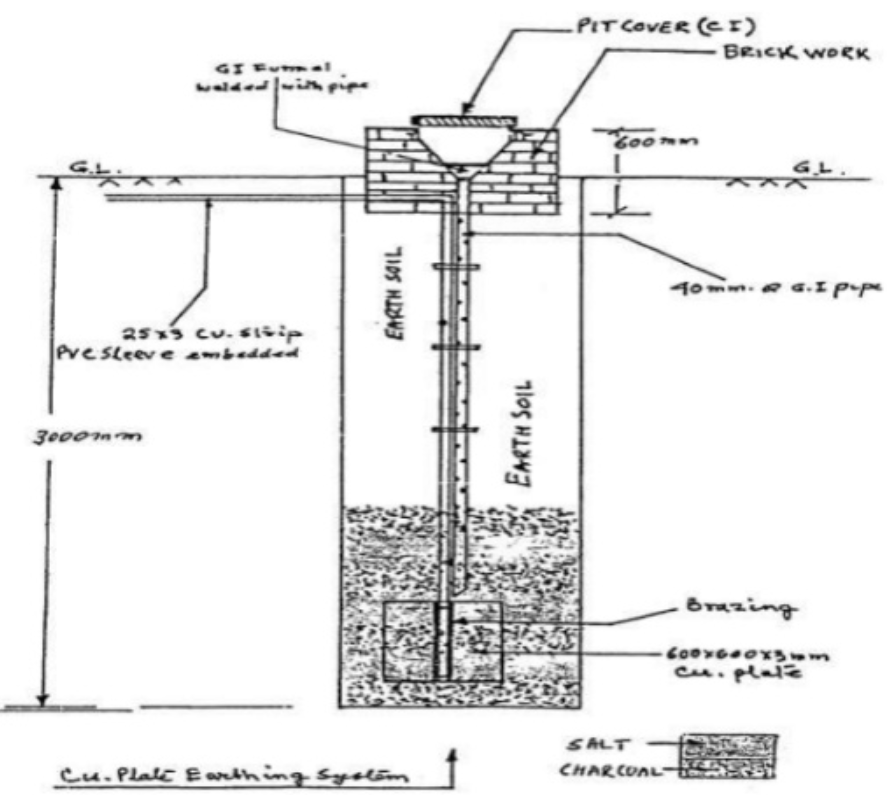 PIT COVER (C I)
BRICK WORK
GI Funnal
welded with pipe
600mm
G.L.
G.L.
EARTH SOIL
40mm. ø G.I pipe
25x3 Cu. Strip
PVC Sleeve embedded
EARTH SOIL
3000mm
Brazing
600x600x3mm
Cu. plate
SALT
CHARCOAL
Cu. Plate Earthing System